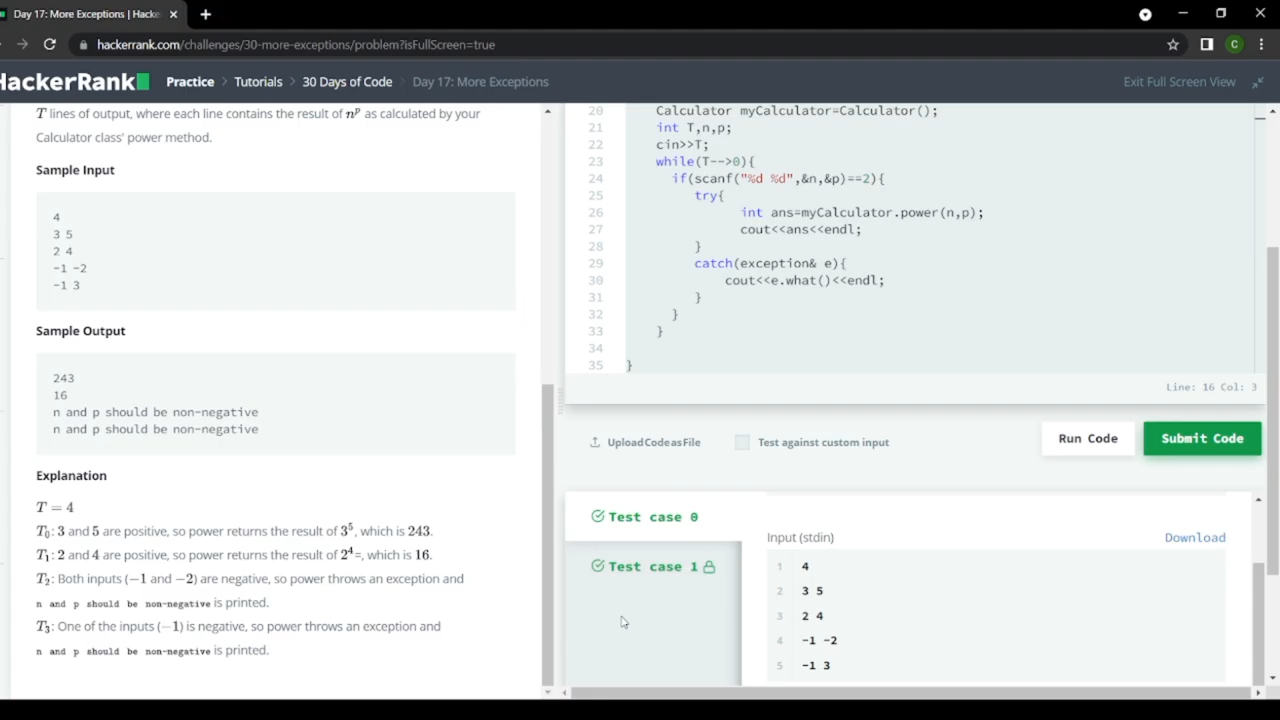 Day 17: More Exceptions | Hacke
hackerrank.com/challenges/30-more-exceptions/problem?isFullScreen=true
C
HackerRank
Practice > Tutorials > 30 Days of Code > Day 17: More Exceptions
Exit Full Screen View
T lines of output, where each line contains the result of nᵖ as calculated by your
Calculator class' power method.
Sample Input
4
3 5
2 4
-1 -2
-1 3
Sample Output
243
16
n and p should be non-negative
n and p should be non-negative
Explanation
T = 4
T₀: 3 and 5 are positive, so power returns the result of 3⁵, which is 243.
T₁: 2 and 4 are positive, so power returns the result of 2⁴=, which is 16.
T₂: Both inputs (−1 and −2) are negative, so power throws an exception and
n and p should be non-negative is printed.
T₃: One of the inputs (−1) is negative, so power throws an exception and
n and p should be non-negative is printed.
20 Calculator myCalculator=Calculator();
21 int T,n,p;
22 cin>>T;
23 while(T-->0){
24 if(scanf("%d %d",&n,&p)==2){
25 try{
26 int ans=myCalculator.power(n,p);
27 cout<<ans<<endl;
28 }
29 catch(exception& e){
30 cout<<e.what()<<endl;
31 }
32 }
33 }
34
35 }
Line: 16 Col: 3
Upload Code as File
Test against custom input
Run Code
Submit Code
Test case 0
Test case 1
Input (stdin)
Download
1 4
2 3 5
3 2 4
4 -1 -2
5 -1 3